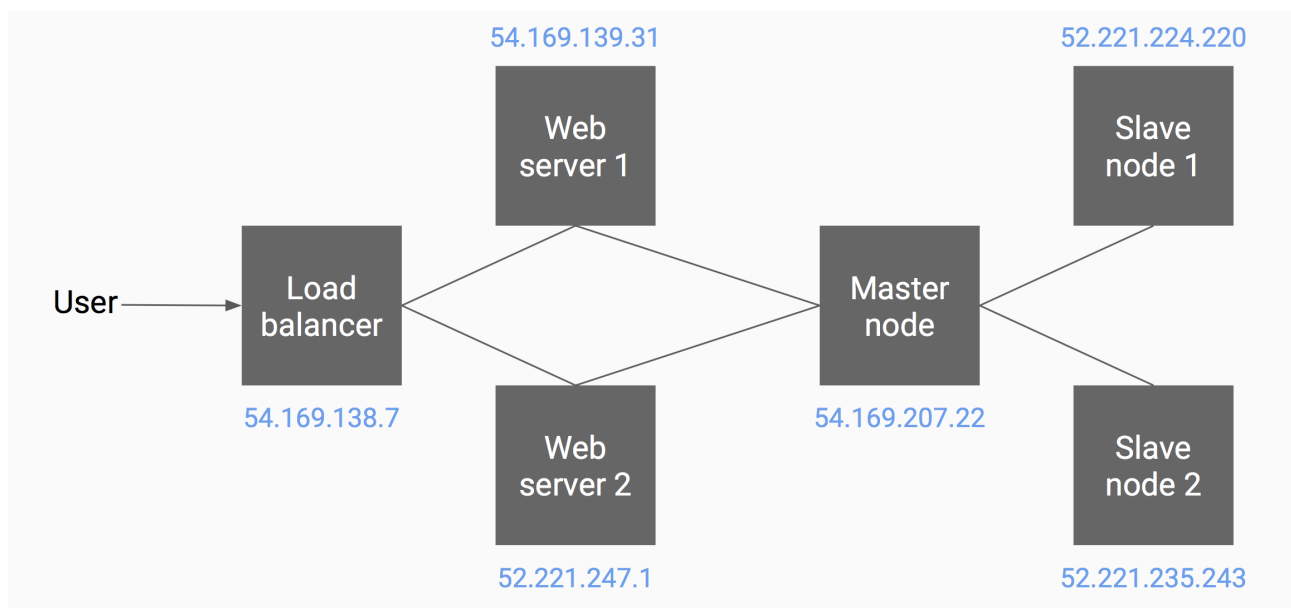 54.169.139.31
52.221.224.220
Web
server 1
Slave
node 1
User
Load
balancer
Master
node
54.169.138.7
54.169.207.22
Web
server 2
Slave
node 2
52.221.247.1
52.221.235.243